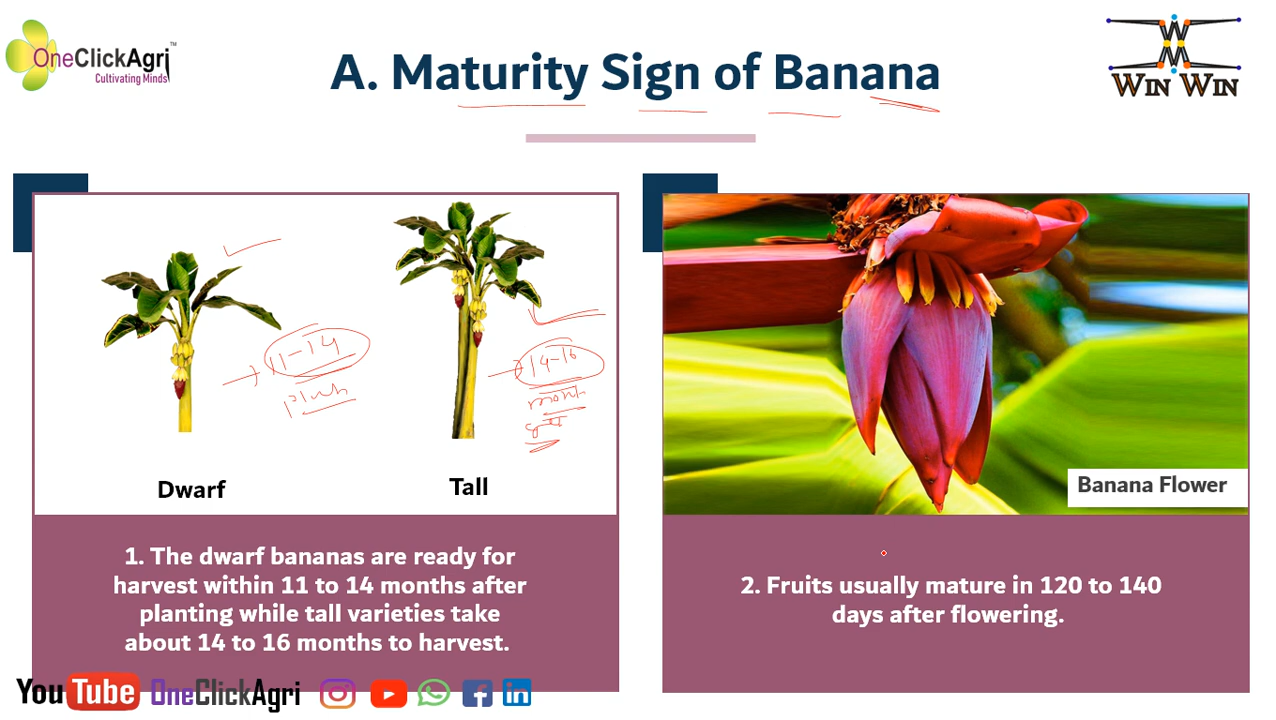 OneClickAgri™
Cultivating Minds
A. Maturity Sign of Banana
WIN WIN
11-14
14-16
Dwarf
Tall
1. The dwarf bananas are ready for
harvest within 11 to 14 months after
planting while tall varieties take
about 14 to 16 months to harvest.
Banana Flower
2. Fruits usually mature in 120 to 140
days after flowering.
YouTube OneClickAgri